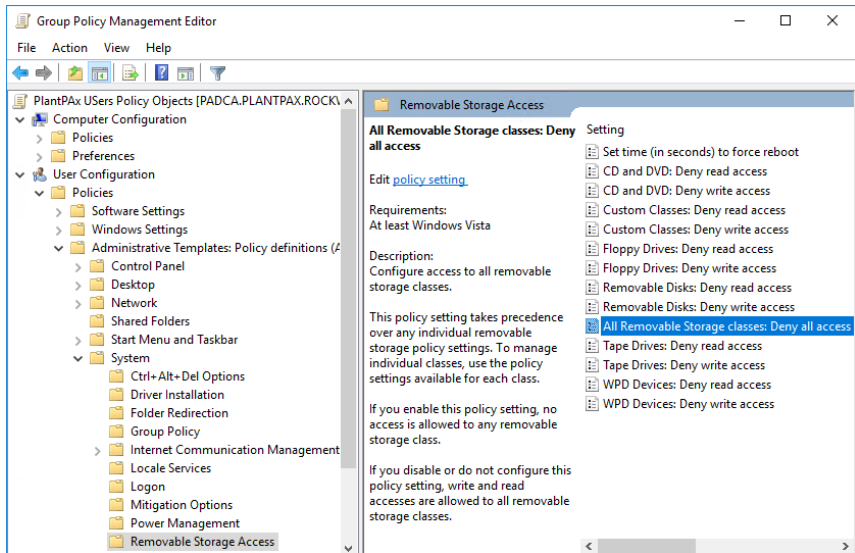 Group Policy Management Editor
File Action View Help
PlantPAx USers Policy Objects [PADCA.PLANTPAX.ROCKW
Computer Configuration
Policies
Preferences
User Configuration
Policies
Software Settings
Windows Settings
Administrative Templates: Policy definitions (A
Control Panel
Desktop
Network
Shared Folders
Start Menu and Taskbar
System
Ctrl+Alt+Del Options
Driver Installation
Folder Redirection
Group Policy
Internet Communication Management
Locale Services
Logon
Mitigation Options
Power Management
Removable Storage Access
Removable Storage Access
All Removable Storage classes: Deny
all access
Edit policy setting
Requirements:
At least Windows Vista
Description:
Configure access to all removable
storage classes.
This policy setting takes precedence
over any individual removable
storage policy settings. To manage
individual classes, use the policy
settings available for each class.
If you enable this policy setting, no
access is allowed to any removable
storage class.
If you disable or do not configure this
policy setting, write and read
accesses are allowed to all removable
storage classes.
Setting
Set time (in seconds) to force reboot
CD and DVD: Deny read access
CD and DVD: Deny write access
Custom Classes: Deny read access
Custom Classes: Deny write access
Floppy Drives: Deny read access
Floppy Drives: Deny write access
Removable Disks: Deny read access
Removable Disks: Deny write access
All Removable Storage classes: Deny all access
Tape Drives: Deny read access
Tape Drives: Deny write access
WPD Devices: Deny read access
WPD Devices: Deny write access